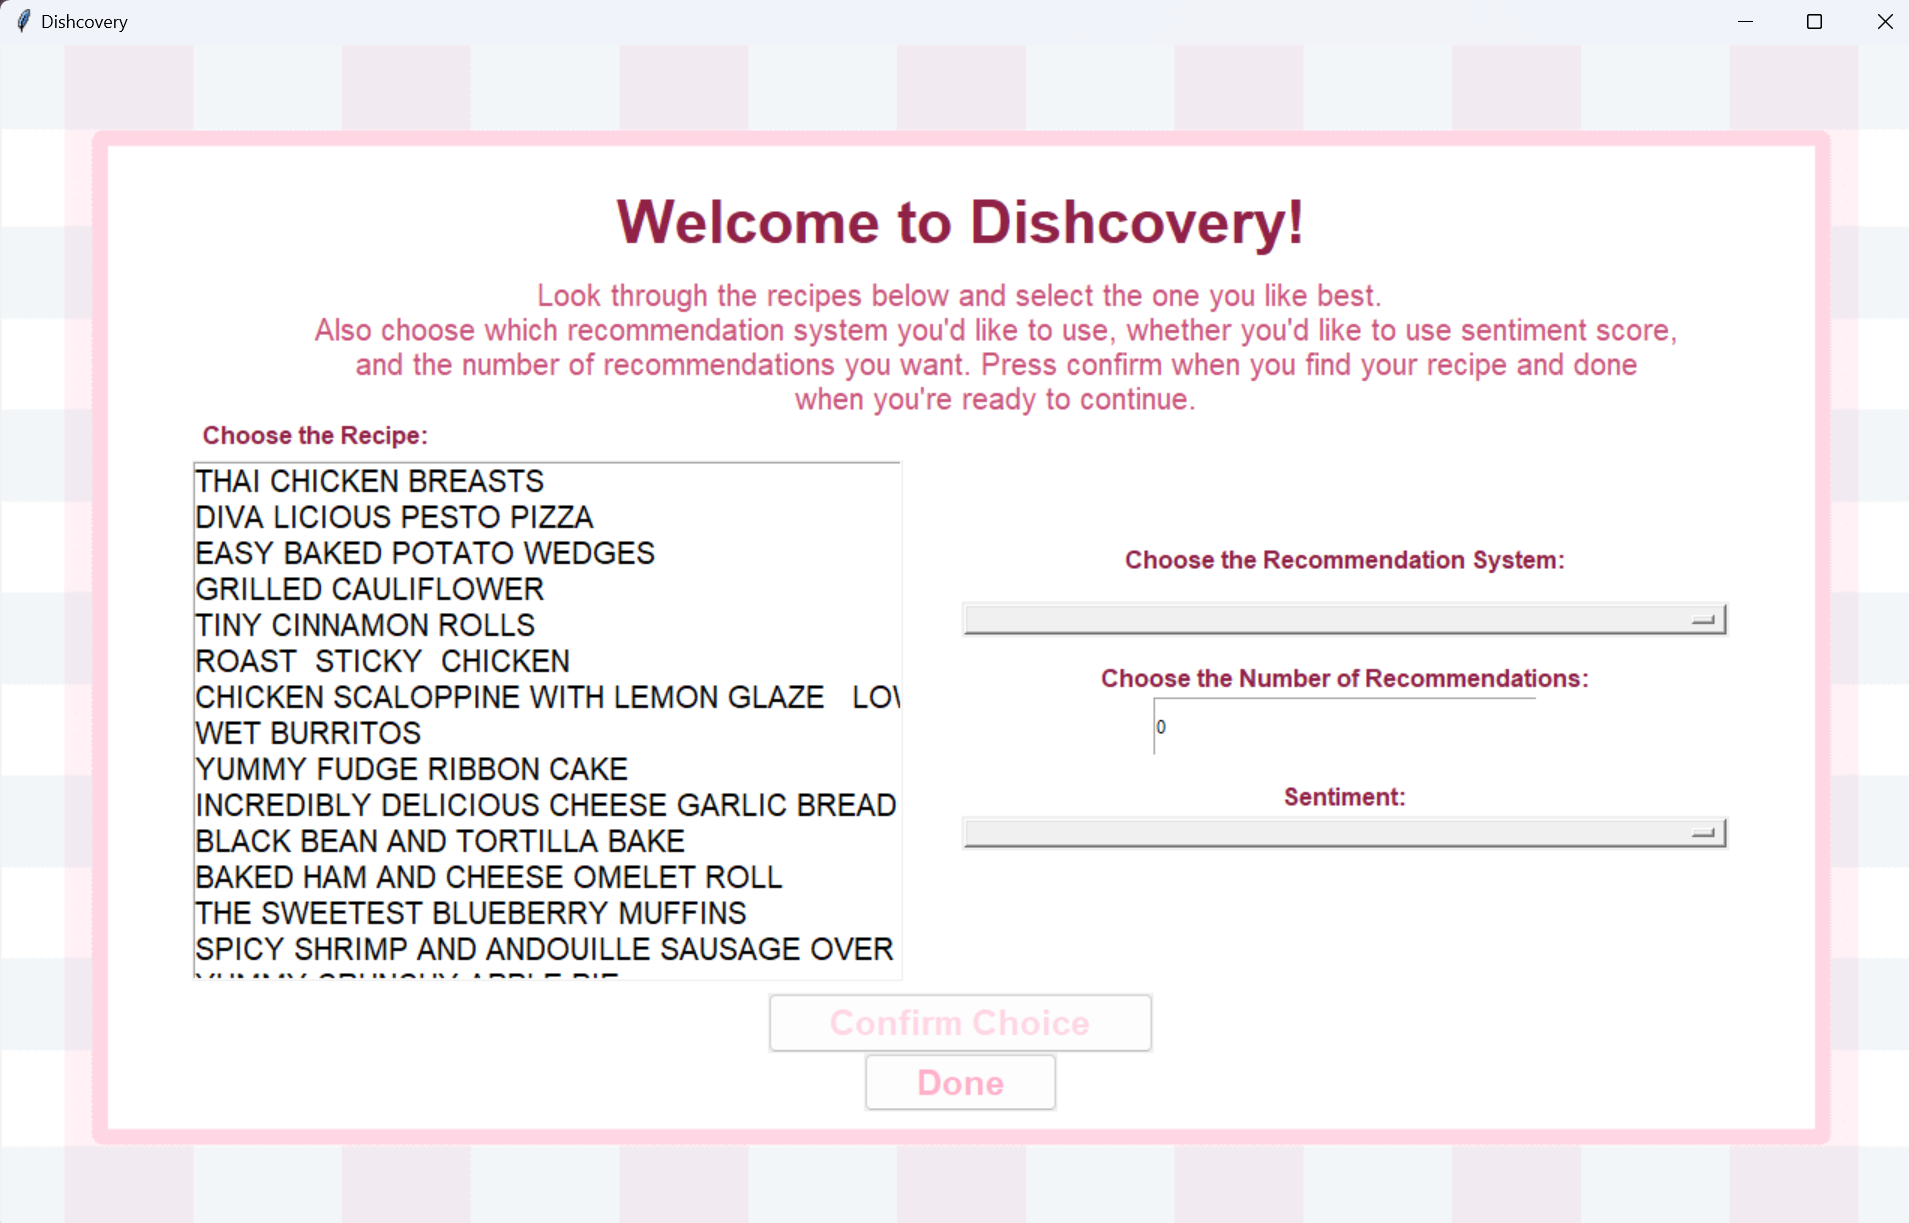 Dishcovery
Welcome to Dishcovery!
Look through the recipes below and select the one you like best.
Also choose which recommendation system you'd like to use, whether you'd like to use sentiment score,
and the number of recommendations you want. Press confirm when you find your recipe and done
when you're ready to continue.
Choose the Recipe:
THAI CHICKEN BREASTS
DIVA LICIOUS PESTO PIZZA
EASY BAKED POTATO WEDGES
GRILLED CAULIFLOWER
TINY CINNAMON ROLLS
ROAST  STICKY  CHICKEN
CHICKEN SCALOPPINE WITH LEMON GLAZE
WET BURRITOS
YUMMY FUDGE RIBBON CAKE
INCREDIBLY DELICIOUS CHEESE GARLIC BREAD
BLACK BEAN AND TORTILLA BAKE
BAKED HAM AND CHEESE OMELET ROLL
THE SWEETEST BLUEBERRY MUFFINS
SPICY SHRIMP AND ANDOUILLE SAUSAGE OVER
YUMMY CRUNCHY APPLE PIE
Choose the Recommendation System:
Choose the Number of Recommendations:
0
Sentiment:
Confirm Choice
Done